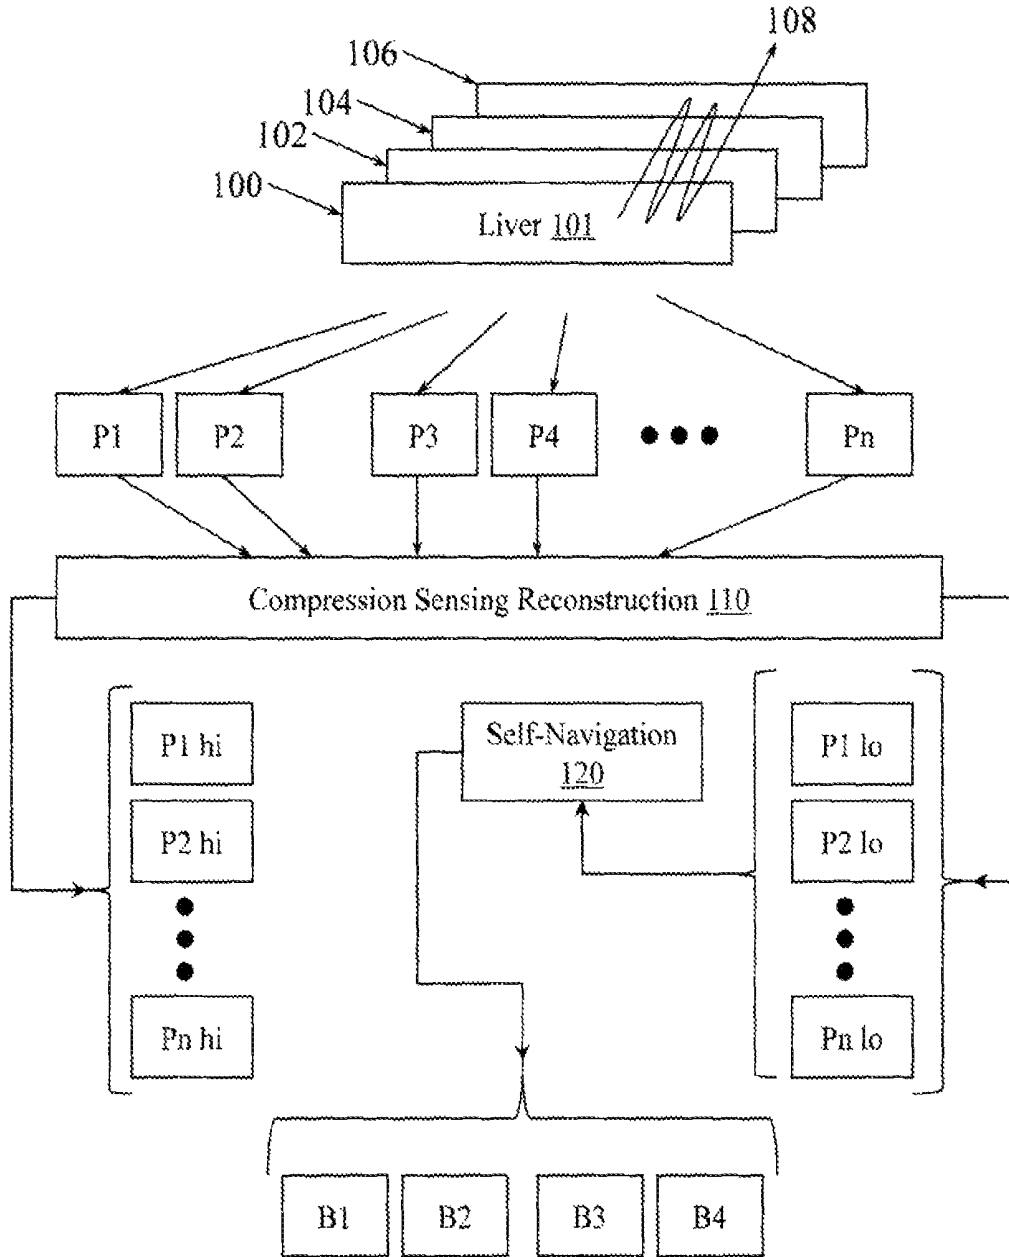 108
106
104
102
100
Liver 101
P1
P2
P3
P4
Pn
Compression Sensing Reconstruction 110
P1 hi
P2 hi
Pn hi
Self-Navigation
120
P1 lo
P2 lo
Pn lo
B1
B2
B3
B4